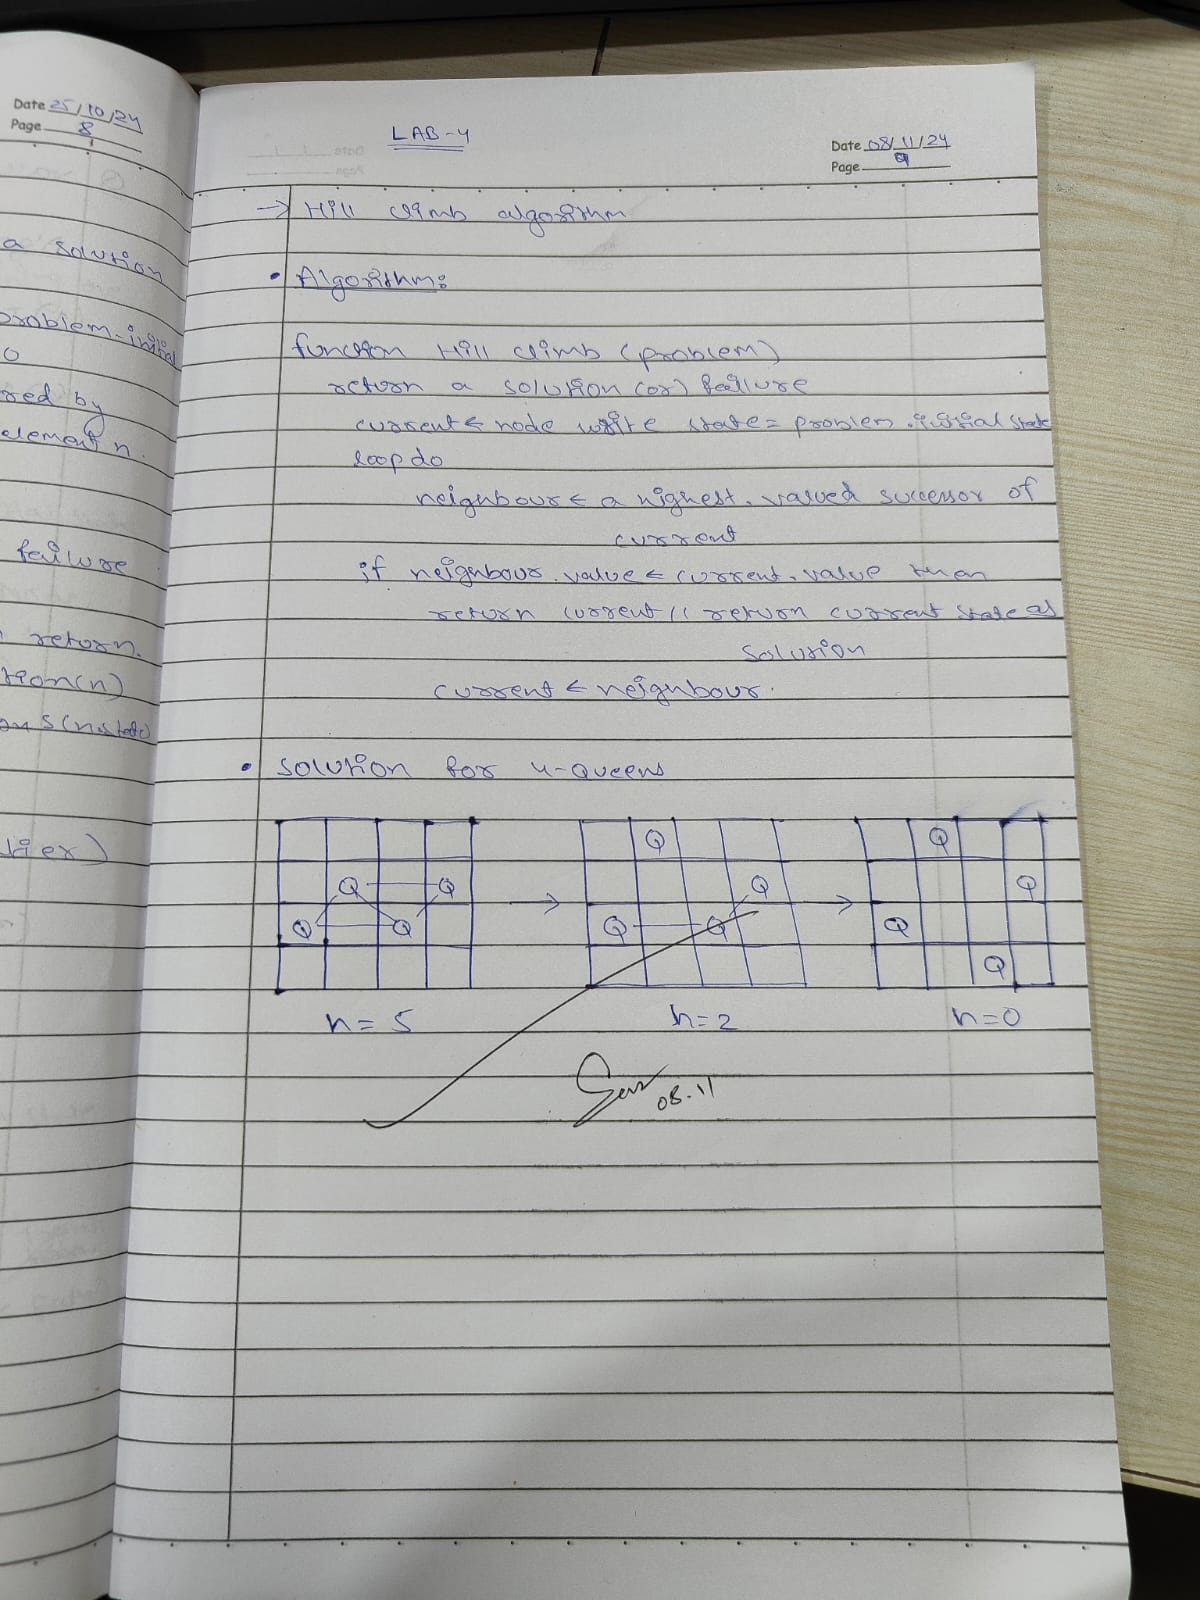 Date 25/10/24
Page 8
a solution
problem-initial
o
red by
element n.
failure
return.
tion(n)
s(n.state)
LAB-4
Date 08/11/24
Page 9
→ Hill climb algorithm
• Algorithm:
function Hill climb (problem)
return a solution (or) failure
current ← node write state = problem.initial state
loop do
neighbour ← a highest.valued successor of
current
if neighbour.value ≤ current.value then
return current // return current state as
solution
current ← neighbour.
• solution for 4-Queens
Q Q Q
Q Q Q Q
Q Q Q Q
Q
h = 5 h = 2 h = 0
08.11